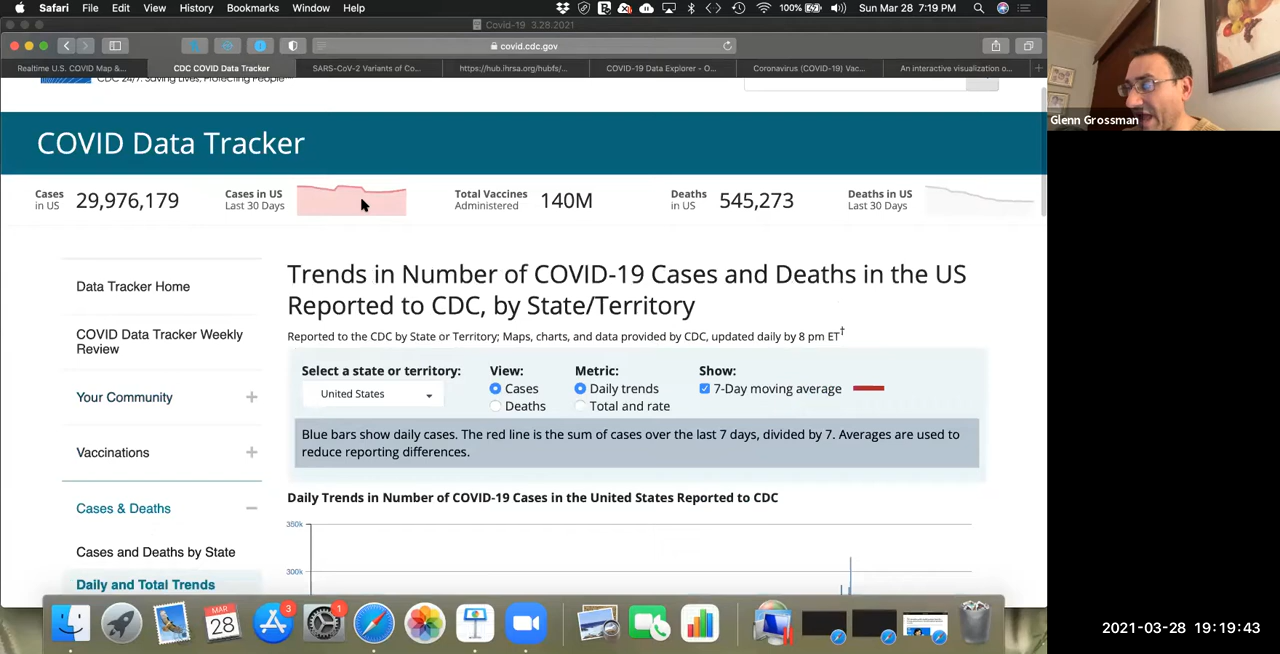 Safari File Edit View History Bookmarks Window Help 100% Sun Mar 28 7:19 PM
Covid-19 3.28.2021
covid.cdc.gov
Realtime U.S. COVID Map &... CDC COVID Data Tracker SARS-CoV-2 Variants of Co... https://hub.ihrsa.org/hubfs/... COVID-19 Data Explorer - O... Coronavirus (COVID-19) Vac... An interactive visualization o...
CDC 24/7: Saving Lives, Protecting People™
COVID Data Tracker
Cases in US 29,976,179
Cases in US Last 30 Days
Total Vaccines Administered 140M
Deaths in US 545,273
Deaths in US Last 30 Days
Data Tracker Home
COVID Data Tracker Weekly
Review
Your Community
Vaccinations
Cases & Deaths
Cases and Deaths by State
Daily and Total Trends
Trends in Number of COVID-19 Cases and Deaths in the US
Reported to CDC, by State/Territory
Reported to the CDC by State or Territory; Maps, charts, and data provided by CDC, updated daily by 8 pm ET†
Select a state or territory: View: Metric: Show:
United States Cases Daily trends 7-Day moving average
Deaths Total and rate
Blue bars show daily cases. The red line is the sum of cases over the last 7 days, divided by 7. Averages are used to
reduce reporting differences.
Daily Trends in Number of COVID-19 Cases in the United States Reported to CDC
350k
300k
MAR
28
3
1
Glenn Grossman
2021-03-28 19:19:43